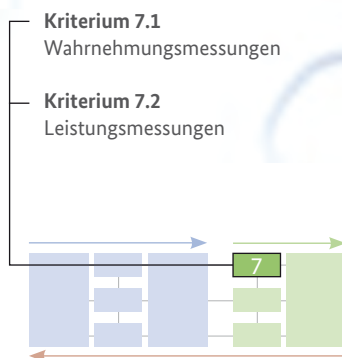 Kriterium 7.1
Wahrnehmungsmessungen
Kriterium 7.2
Leistungsmessungen
7